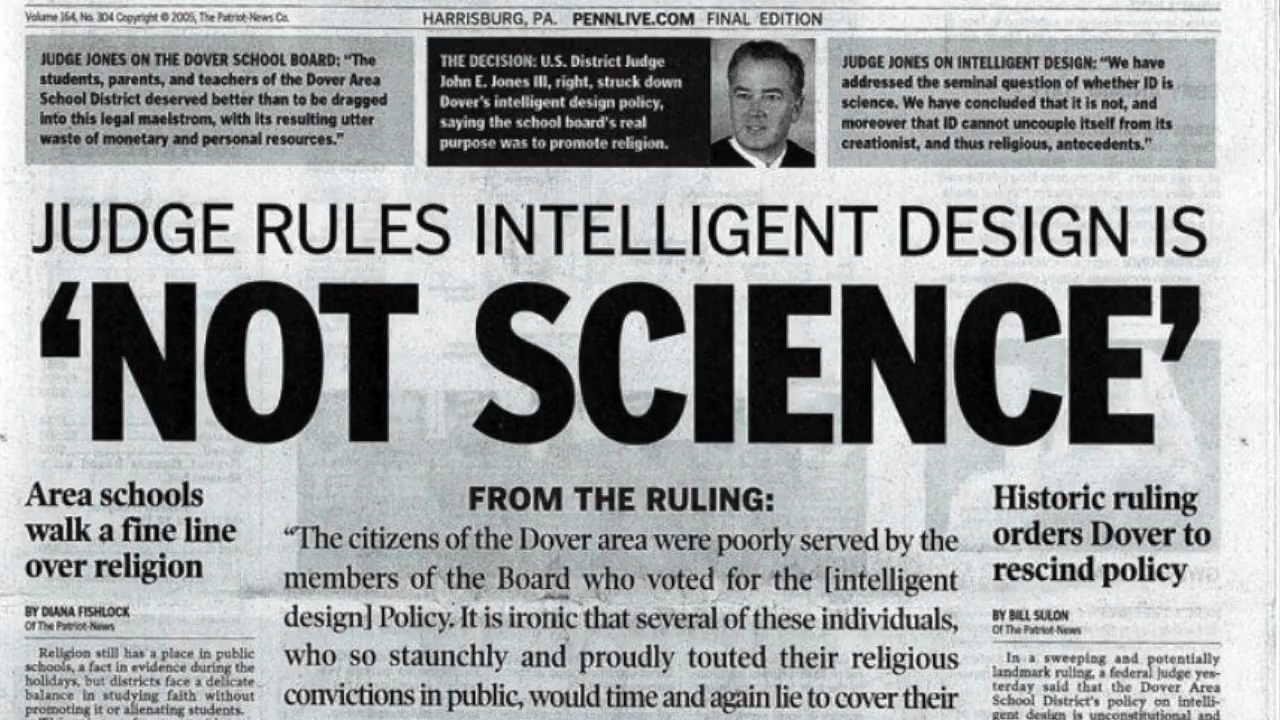 Volume 164, No. 304 Copyright © 2005, The Patriot-News Co.
HARRISBURG, PA. PENNLIVE.COM FINAL EDITION
JUDGE JONES ON THE DOVER SCHOOL BOARD: “The
students, parents, and teachers of the Dover Area
School District deserved better than to be dragged
into this legal maelstrom, with its resulting utter
waste of monetary and personal resources.”
THE DECISION: U.S. District Judge
John E. Jones III, right, struck down
Dover's intelligent design policy,
saying the school board's real
purpose was to promote religion.
JUDGE JONES ON INTELLIGENT DESIGN: “We have
addressed the seminal question of whether ID is
science. We have concluded that it is not, and
moreover that ID cannot uncouple itself from its
creationist, and thus religious, antecedents.”
JUDGE RULES INTELLIGENT DESIGN IS
‘NOT SCIENCE’
Area schools
walk a fine line
over religion
BY DIANA FISHLOCK
Of The Patriot-News
Religion still has a place in public
schools, a fact in evidence during the
holidays, but districts face a delicate
balance in studying faith without
promoting it or alienating students.
FROM THE RULING:
“The citizens of the Dover area were poorly served by the
members of the Board who voted for the [intelligent
design] Policy. It is ironic that several of these individuals,
who so staunchly and proudly touted their religious
convictions in public, would time and again lie to cover their
Historic ruling
orders Dover to
rescind policy
BY BILL SULON
Of The Patriot-News
In a sweeping and potentially
landmark ruling, a federal judge yes-
terday said that the Dover Area
School District's policy on intelli-
gent design is unconstitutional and